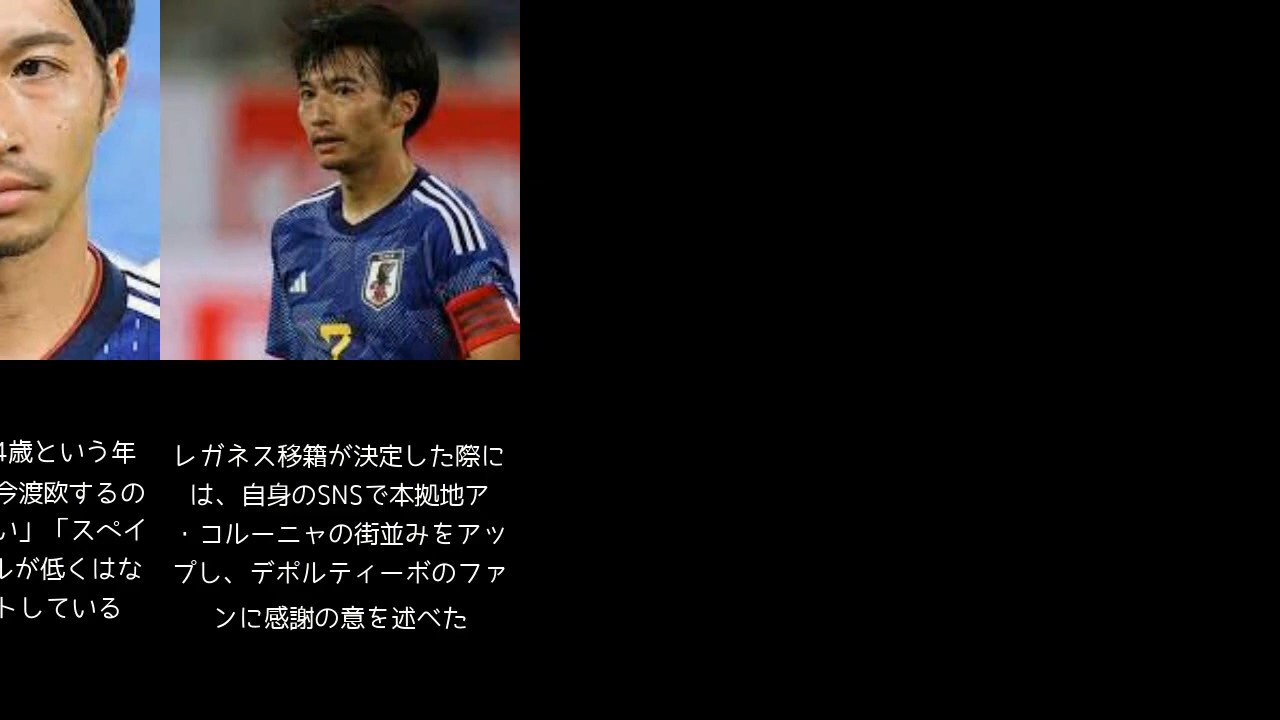 4歳という年
今渡欧するの
い」「スペイ
ルが低くはな
トしている
レガネス移籍が決定した際に
は、自身のSNSで本拠地ア
・コルーニャの街並みをアッ
プし、デポルティーボのファ
ンに感謝の意を述べた
7